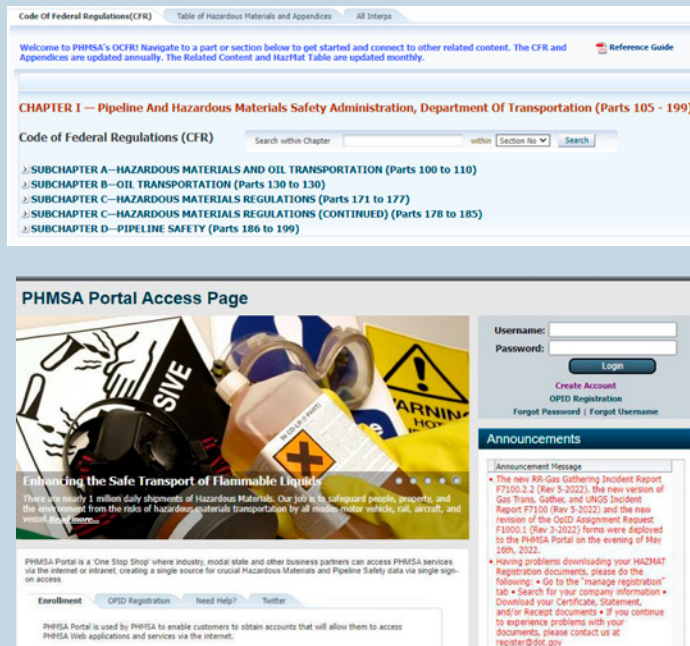 Code Of Federal Regulations(CFR) Table of Hazardous Materials and Appendices All Interps
Welcome to PHMSA's OCFR! Navigate to a part or section below to get started and connect to other related content. The CFR and
Appendices are updated annually. The Related Content and HazMat Table are updated monthly.
Reference Guide
CHAPTER I — Pipeline And Hazardous Materials Safety Administration, Department Of Transportation (Parts 105 - 199)
Code of Federal Regulations (CFR) Search within Chapter within Section No Search
SUBCHAPTER A—HAZARDOUS MATERIALS AND OIL TRANSPORTATION (Parts 100 to 110)
SUBCHAPTER B—OIL TRANSPORTATION (Parts 130 to 130)
SUBCHAPTER C—HAZARDOUS MATERIALS REGULATIONS (Parts 171 to 177)
SUBCHAPTER C—HAZARDOUS MATERIALS REGULATIONS (CONTINUED) (Parts 178 to 185)
SUBCHAPTER D—PIPELINE SAFETY (Parts 186 to 199)
PHMSA Portal Access Page
SIVE
ARNING
HOT
Enhancing the Safe Transport of Flammable Liquids
There are nearly 1 million daily shipments of Hazardous Materials. Our job is to safeguard people, property, and
the environment from the risks of hazardous materials transportation by all modes-motor vehicle, rail, aircraft, and
vessel. Read more...
PHMSA Portal is a 'One Stop Shop' where industry, modal state and other business partners can access PHMSA services
via the internet or intranet, creating a single source for crucial Hazardous Materials and Pipeline Safety data via single sign-
on access.
Enrollment OPID Registration Need Help? Twitter
PHMSA Portal is used by PHMSA to enable customers to obtain accounts that will allow them to access
PHMSA Web applications and services via the internet.
Username:
Password:
Login
Create Account
OPID Registration
Forgot Password | Forgot Username
Announcements
Announcement Message
• The new RR-Gas Gathering Incident Report
F7100.2.2 (Rev 5-2022), the new version of
Gas Trans, Gather, and UNGS Incident
Report F7100 (Rev 5-2022) and the new
revision of the OpID Assignment Request
F1000.1 (Rev 3-2022) forms were deployed
to the PHMSA Portal on the evening of May
16th, 2022.
• Having problems downloading your HAZMAT
Registration documents, please do the
following: • Go to the "manage registration"
tab • Search for your company information •
Download your Certificate, Statement,
and/or Receipt documents • If you continue
to experience problems with your
documents, please contact us at
register@dot.gov